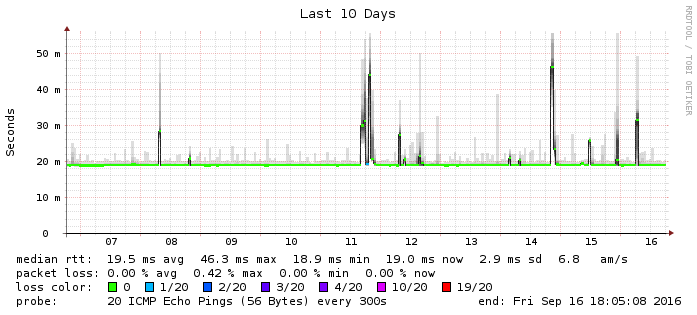 Last 10 Days
RRDTOOL / TOBI OETIKER
Seconds
50 m
40 m
30 m
20 m
10 m
0
07 08 09 10 11 12 13 14 15 16
median rtt: 19.5 ms avg 46.3 ms max 18.9 ms min 19.0 ms now 2.9 ms sd 6.8 am/s
packet loss: 0.00 % avg 0.42 % max 0.00 % min 0.00 % now
loss color: 0 1/20 2/20 3/20 4/20 10/20 19/20
probe: 20 ICMP Echo Pings (56 Bytes) every 300s end: Fri Sep 16 18:05:08 2016